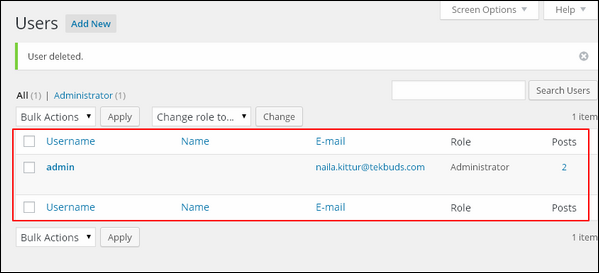 Screen Options ▼ Help ▼
Users Add New
User deleted.
All (1) | Administrator (1)
Search Users
Bulk Actions ▼ Apply Change role to... ▼ Change 1 item
Username Name E-mail Role Posts
admin naila.kittur@tekbuds.com Administrator 2
Username Name E-mail Role Posts
Bulk Actions ▼ Apply 1 item